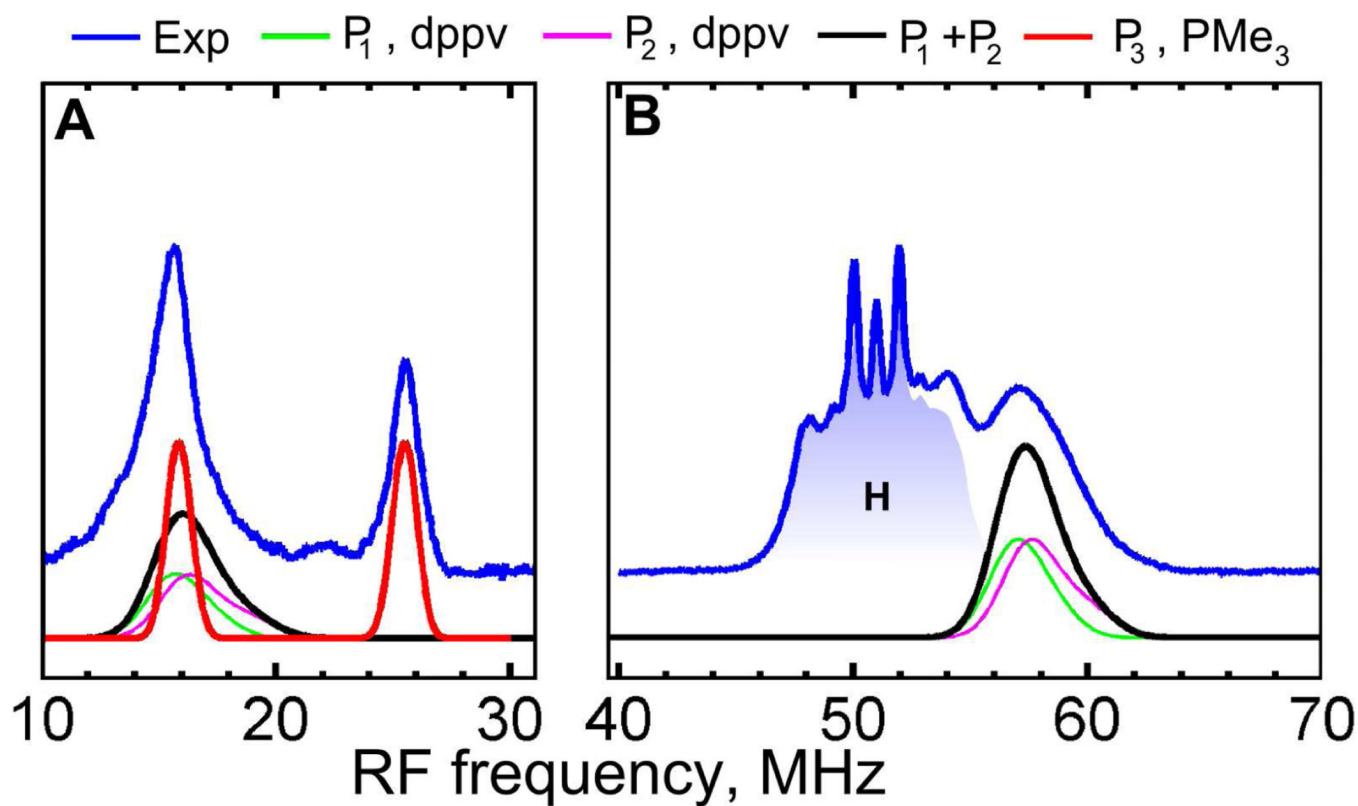 Exp P₁ , dppv P₂ , dppv P₁ +P₂ P₃ , PMe₃
A B
H
10 20 30 40 50 60 70
RF frequency, MHz